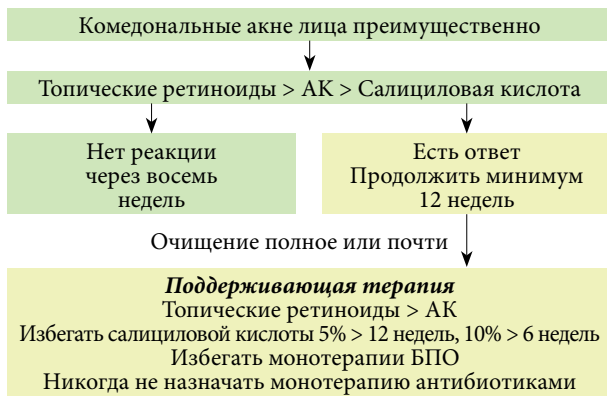 Комедональные акне лица преимущественно
Топические ретиноиды > АК > Салициловая кислота
Нет реакции
через восемь
недель
Есть ответ
Продолжить минимум
12 недель
Очищение полное или почти
Поддерживающая терапия
Топические ретиноиды > АК
Избегать салициловой кислоты 5% > 12 недель, 10% > 6 недель
Избегать монотерапии БПО
Никогда не назначать монотерапию антибиотиками